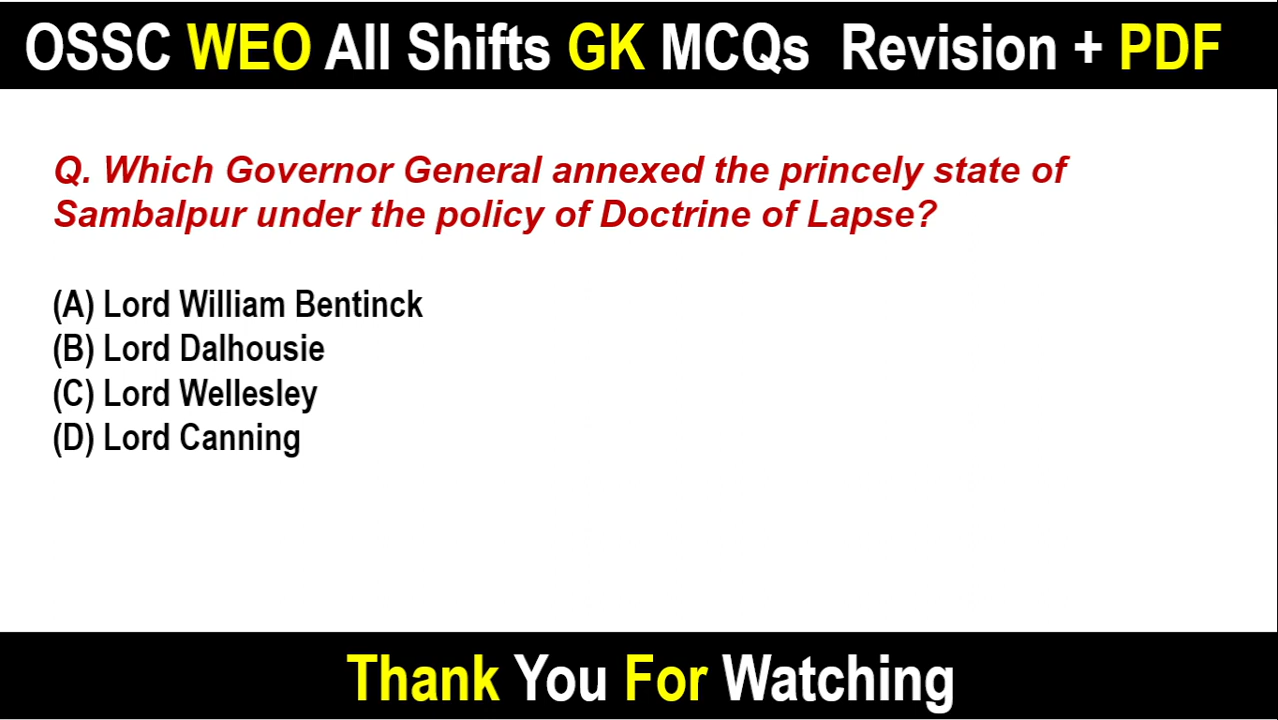 OSSC WEO All Shifts GK MCQs Revision + PDF
Q. Which Governor General annexed the princely state of
Sambalpur under the policy of Doctrine of Lapse?
(A) Lord William Bentinck
(B) Lord Dalhousie
(C) Lord Wellesley
(D) Lord Canning
Thank You For Watching